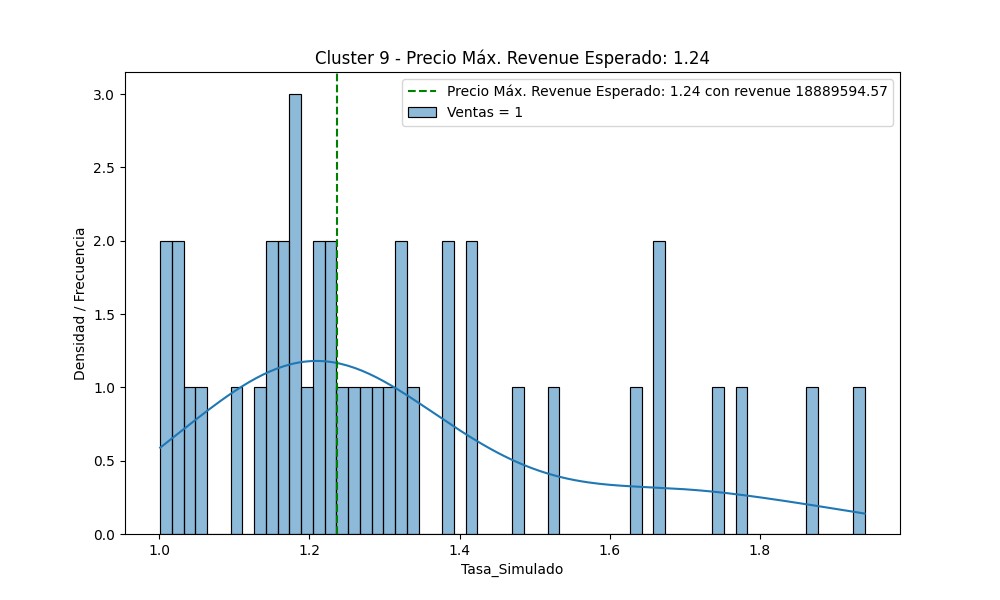 Cluster 9 - Precio Máx. Revenue Esperado: 1.24
Precio Máx. Revenue Esperado: 1.24 con revenue 18889594.57
Ventas = 1
Densidad / Frecuencia
3.0
2.5
2.0
1.5
1.0
0.5
0.0
1.0 1.2 1.4 1.6 1.8
Tasa_Simulado